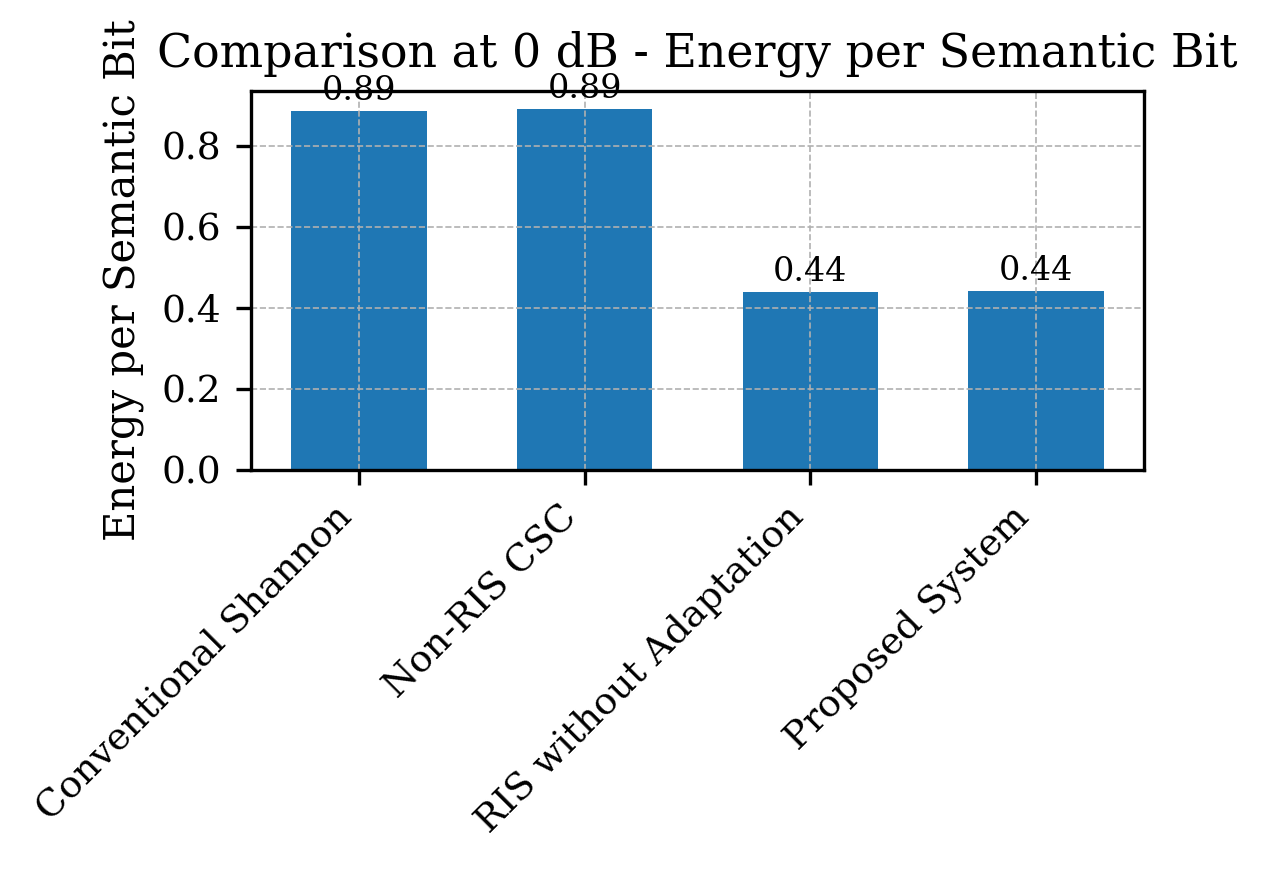 Comparison at 0 dB - Energy per Semantic Bit
Energy per Semantic Bit
0.89
0.89
0.44
0.44
0.8
0.6
0.4
0.2
0.0
Conventional Shannon
Non-RIS CSC
RIS without Adaptation
Proposed System